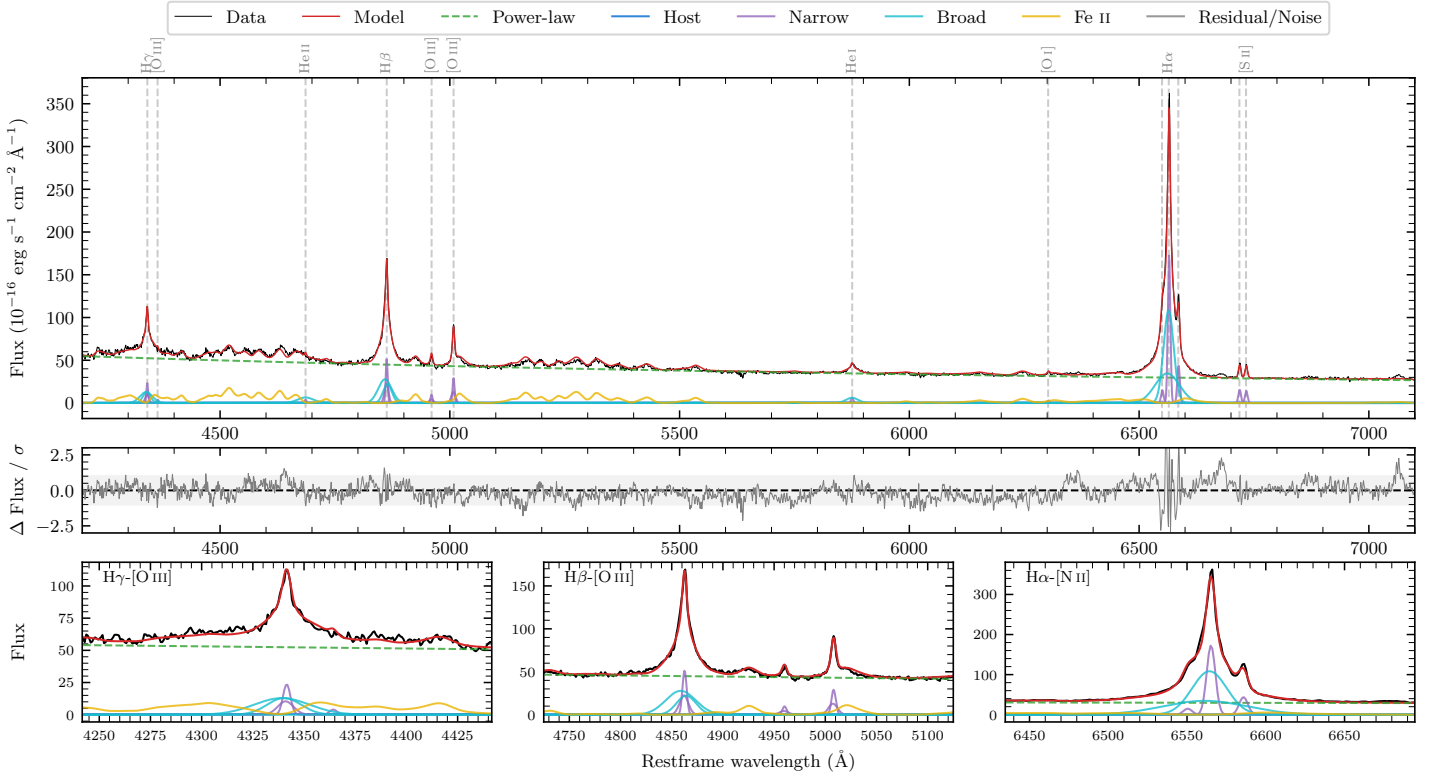 Data Model Power-law Host Narrow Broad Fe II Residual/Noise
Hγ [O III] He II Hβ [O III] [O III] He I [O I] Hα [S II]
Flux (10⁻¹⁶ erg s⁻¹ cm⁻² Å⁻¹)
350
300
250
200
150
100
50
0
4500 5000 5500 6000 6500 7000
Δ Flux / σ
2.5
0.0
−2.5
4500 5000 5500 6000 6500 7000
Flux
Hγ-[O III]
100
75
50
25
0
4250 4275 4300 4325 4350 4375 4400 4425
Hβ-[O III]
150
100
50
0
4750 4800 4850 4900 4950 5000 5050 5100
Hα-[N II]
300
200
100
0
6450 6500 6550 6600 6650
Restframe wavelength (Å)